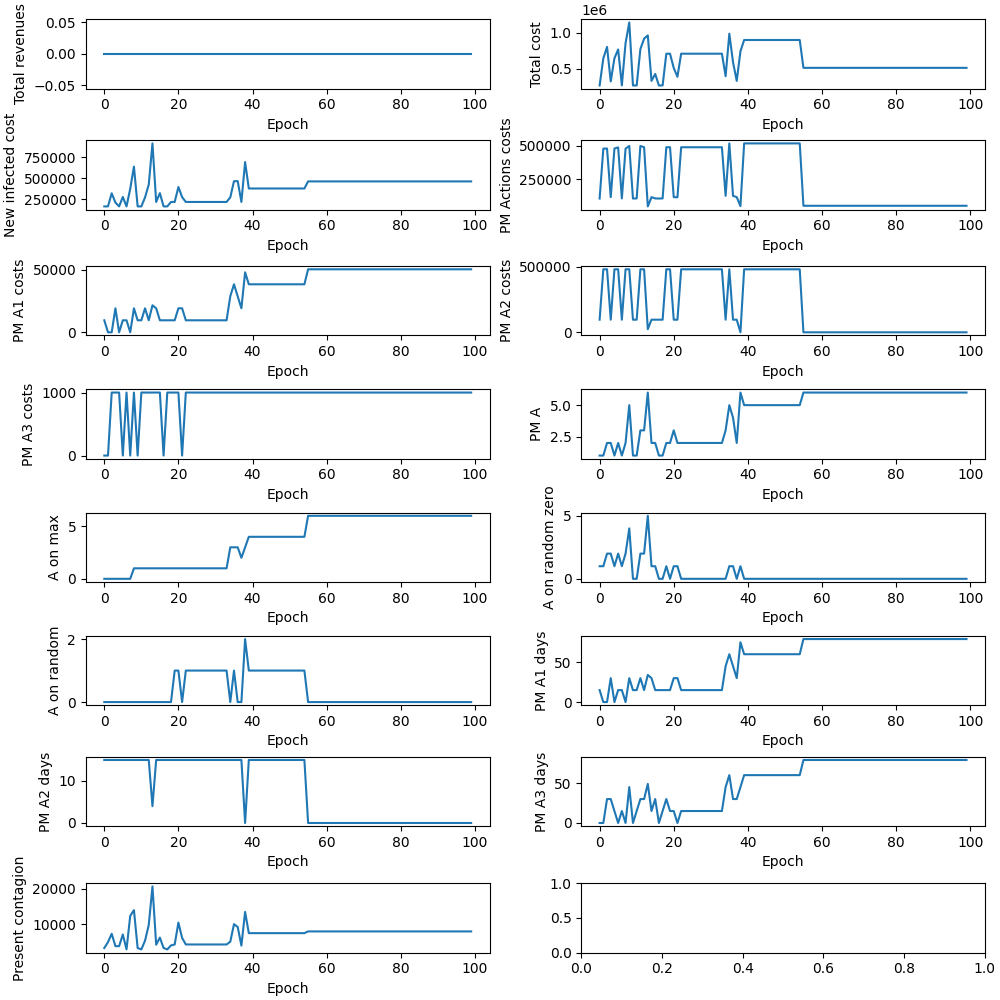 Total revenues
0.05
0.00
−0.05
0 20 40 60 80 100
Epoch
1e6
Total cost
1.0
0.5
0 20 40 60 80 100
Epoch
New infected cost
750000
500000
250000
0 20 40 60 80 100
Epoch
PM Actions costs
500000
250000
0 20 40 60 80 100
Epoch
PM A1 costs
50000
0
0 20 40 60 80 100
Epoch
PM A2 costs
500000
0
0 20 40 60 80 100
Epoch
PM A3 costs
1000
0
0 20 40 60 80 100
Epoch
PM A
5.0
2.5
0 20 40 60 80 100
Epoch
A on max
5
0
0 20 40 60 80 100
Epoch
A on random zero
5
0
0 20 40 60 80 100
Epoch
A on random
2
0
0 20 40 60 80 100
Epoch
PM A1 days
50
0
0 20 40 60 80 100
Epoch
PM A2 days
10
0
0 20 40 60 80 100
Epoch
PM A3 days
50
0
0 20 40 60 80 100
Epoch
Present contagion
20000
10000
0 20 40 60 80 100
Epoch
1.0
0.5
0.0
0.0 0.2 0.4 0.6 0.8 1.0